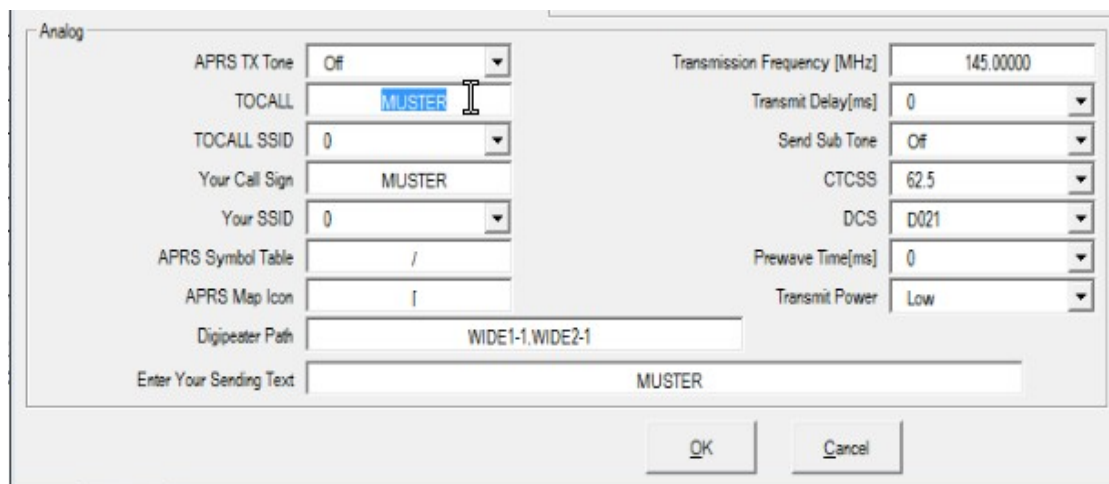 Analog
APRS TX Tone Off Transmission Frequency [MHz] 145.00000
TOCALL MUSTER Transmit Delay[ms] 0
TOCALL SSID 0 Send Sub Tone Off
Your Call Sign MUSTER CTCSS 62.5
Your SSID 0 DCS D021
APRS Symbol Table / Prewave Time[ms] 0
APRS Map Icon [ Transmit Power Low
Digipeater Path WIDE1-1,WIDE2-1
Enter Your Sending Text MUSTER
OK Cancel